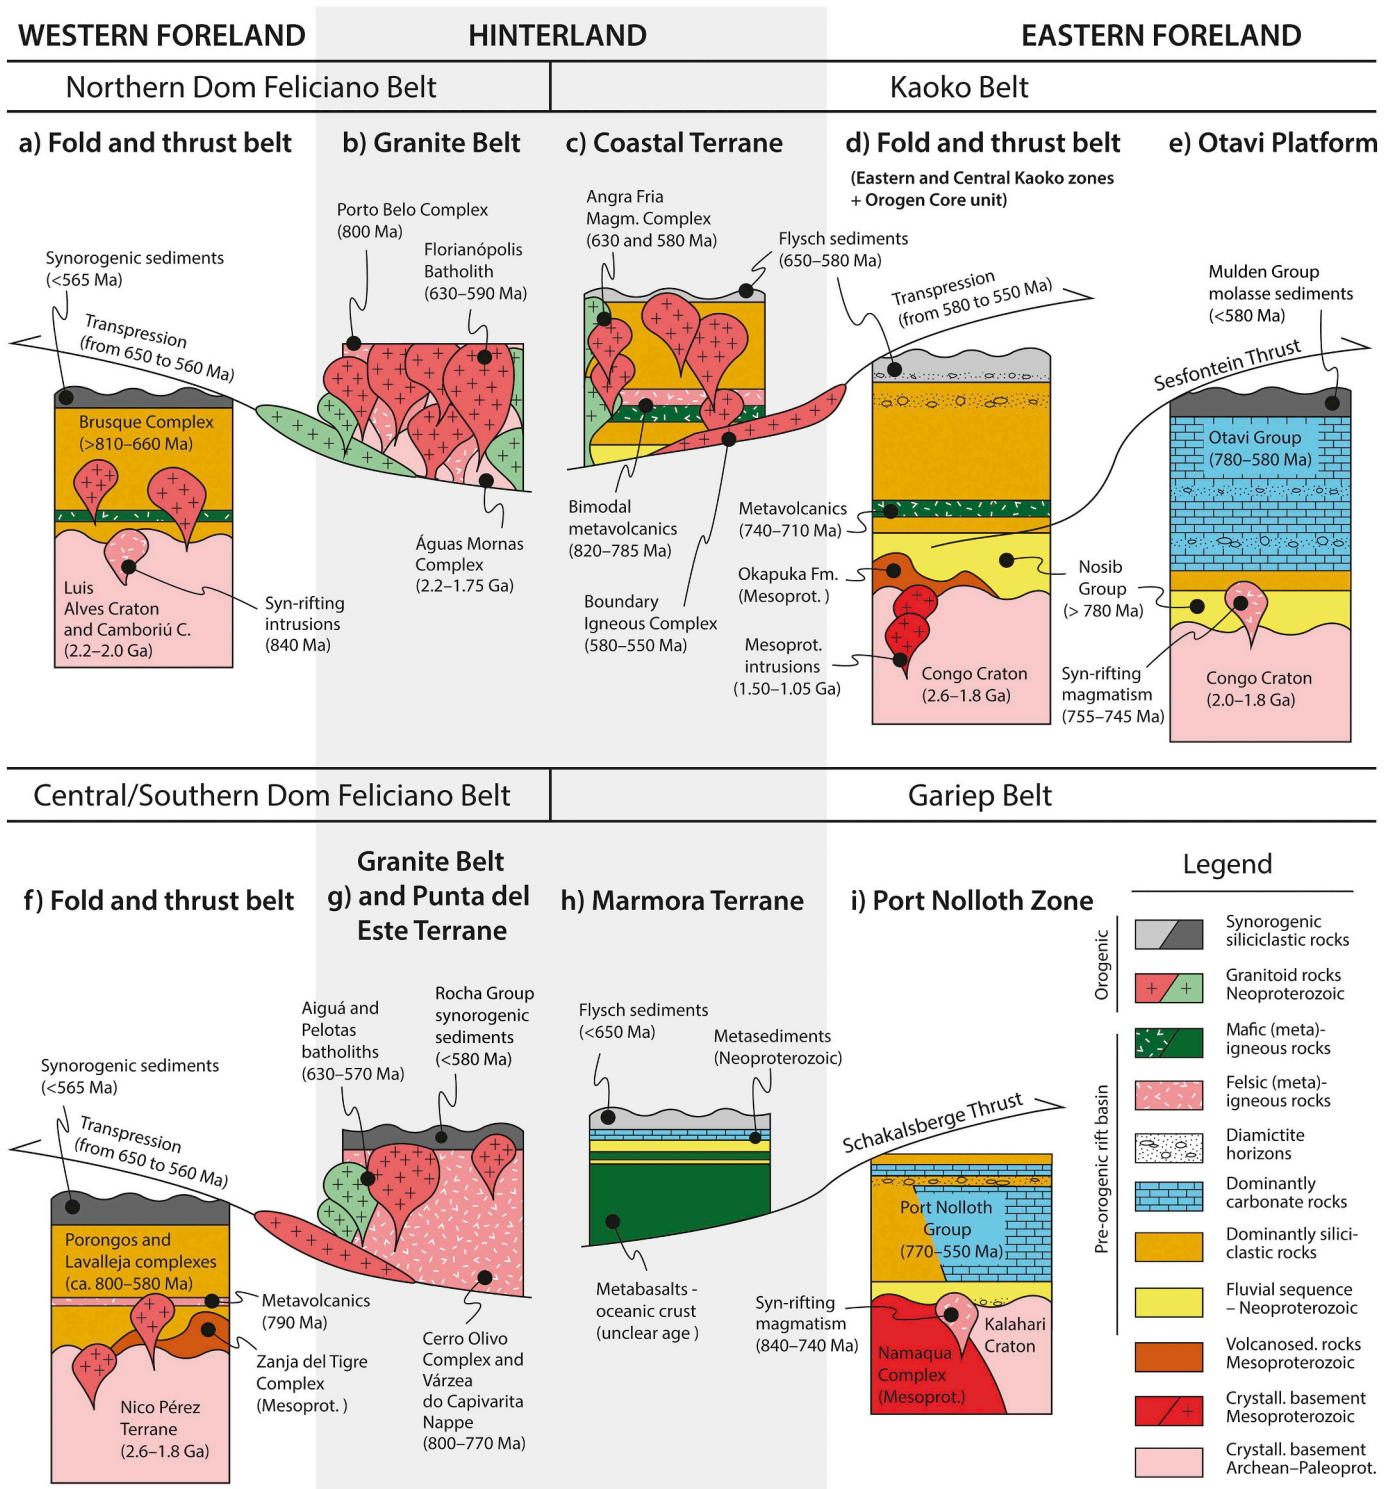 WESTERN FORELAND
HINTERLAND
EASTERN FORELAND
Northern Dom Feliciano Belt
Kaoko Belt
a) Fold and thrust belt
b) Granite Belt
c) Coastal Terrane
d) Fold and thrust belt
(Eastern and Central Kaoko zones
+ Orogen Core unit)
e) Otavi Platform
Synorogenic sediments
(<565 Ma)
Transpression
(from 650 to 560 Ma)
Brusque Complex
(>810–660 Ma)
Luis
Alves Craton
and Camboriú C.
(2.2–2.0 Ga)
Syn-rifting
intrusions
(840 Ma)
Porto Belo Complex
(800 Ma)
Florianópolis
Batholith
(630–590 Ma)
Águas Mornas
Complex
(2.2–1.75 Ga)
Angra Fria
Magm. Complex
(630 and 580 Ma)
Flysch sediments
(650–580 Ma)
Bimodal
metavolcanics
(820–785 Ma)
Boundary
Igneous Complex
(580–550 Ma)
Transpression
(from 580 to 550 Ma)
Metavolcanics
(740–710 Ma)
Okapuka Fm.
(Mesoprot. )
Mesoprot.
intrusions
(1.50–1.05 Ga)
Congo Craton
(2.6–1.8 Ga)
Nosib
Group
(> 780 Ma)
Sesfontein Thrust
Mulden Group
molasse sediments
(<580 Ma)
Otavi Group
(780–580 Ma)
Syn-rifting
magmatism
(755–745 Ma)
Congo Craton
(2.0–1.8 Ga)
Central/Southern Dom Feliciano Belt
Gariep Belt
f) Fold and thrust belt
Granite Belt
g) and Punta del
Este Terrane
h) Marmora Terrane
i) Port Nolloth Zone
Synorogenic sediments
(<565 Ma)
Transpression
(from 650 to 560 Ma)
Porongos and
Lavalleja complexes
(ca. 800–580 Ma)
Metavolcanics
(790 Ma)
Zanja del Tigre
Complex
(Mesoprot. )
Nico Pérez
Terrane
(2.6–1.8 Ga)
Aiguá and
Pelotas
batholiths
(630–570 Ma)
Rocha Group
synorogenic
sediments
(<580 Ma)
Cerro Olivo
Complex and
Várzea
do Capivarita
Nappe
(800–770 Ma)
Flysch sediments
(<650 Ma)
Metasediments
(Neoproterozoic)
Metabasalts -
oceanic crust
(unclear age )
Schakalsberge Thrust
Port Nolloth
Group
(770–550 Ma)
Syn-rifting
magmatism
(840–740 Ma)
Kalahari
Craton
Namaqua
Complex
(Mesoprot.)
Legend
Orogenic
Synorogenic
siliciclastic rocks
Granitoid rocks
Neoproterozoic
Pre-orogenic rift basin
Mafic (meta)-
igneous rocks
Felsic (meta)-
igneous rocks
Diamictite
horizons
Dominantly
carbonate rocks
Dominantly silici-
clastic rocks
Fluvial sequence
– Neoproterozoic
Volcanosed. rocks
Mesoproterozoic
Crystall. basement
Mesoproterozoic
Crystall. basement
Archean–Paleoprot.